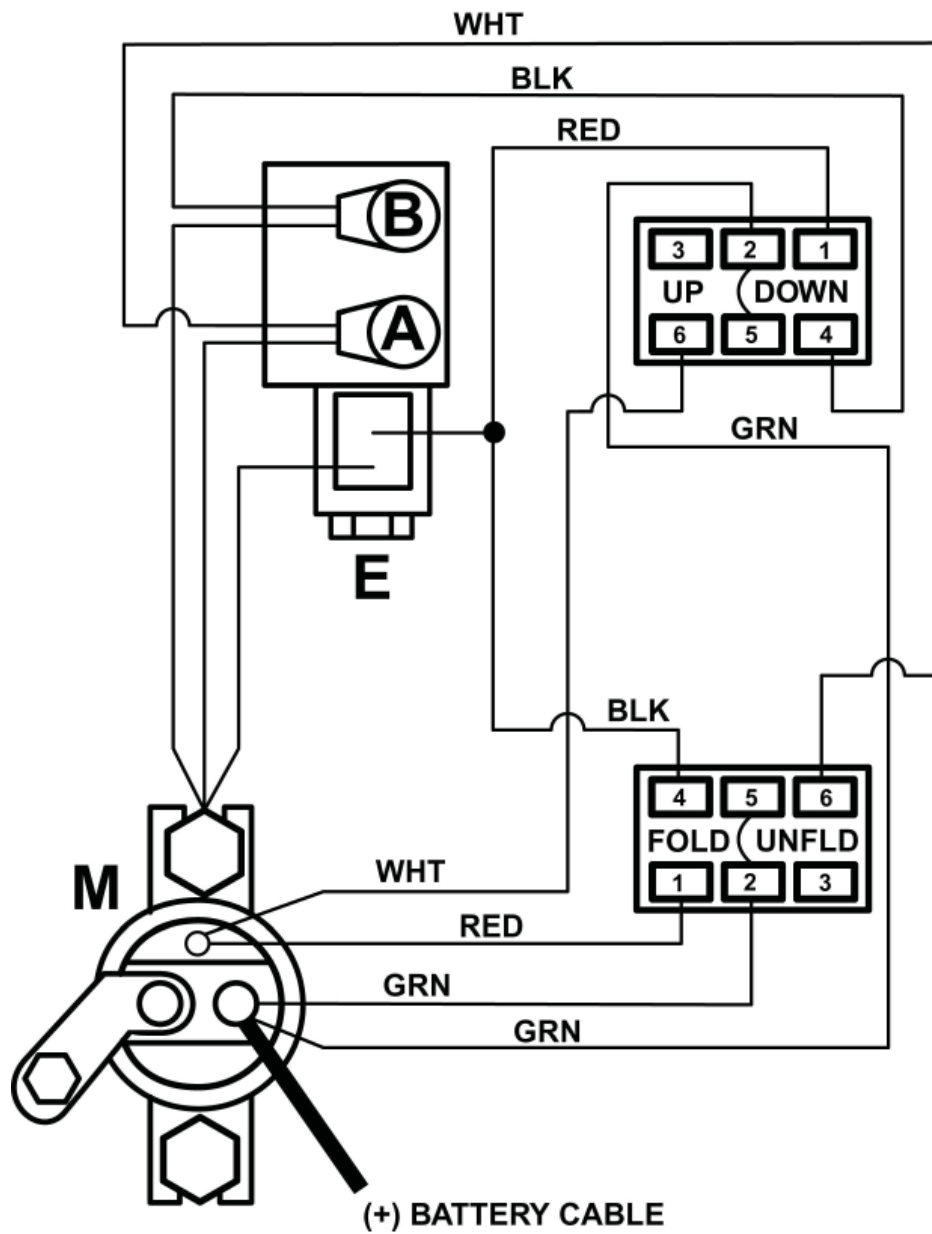 WHT
BLK
RED
B
3 2 1
UP DOWN
A
6 5 4
GRN
E
BLK
4 5 6
FOLD UNFLD
M
WHT
1 2 3
RED
GRN
GRN
(+) BATTERY CABLE